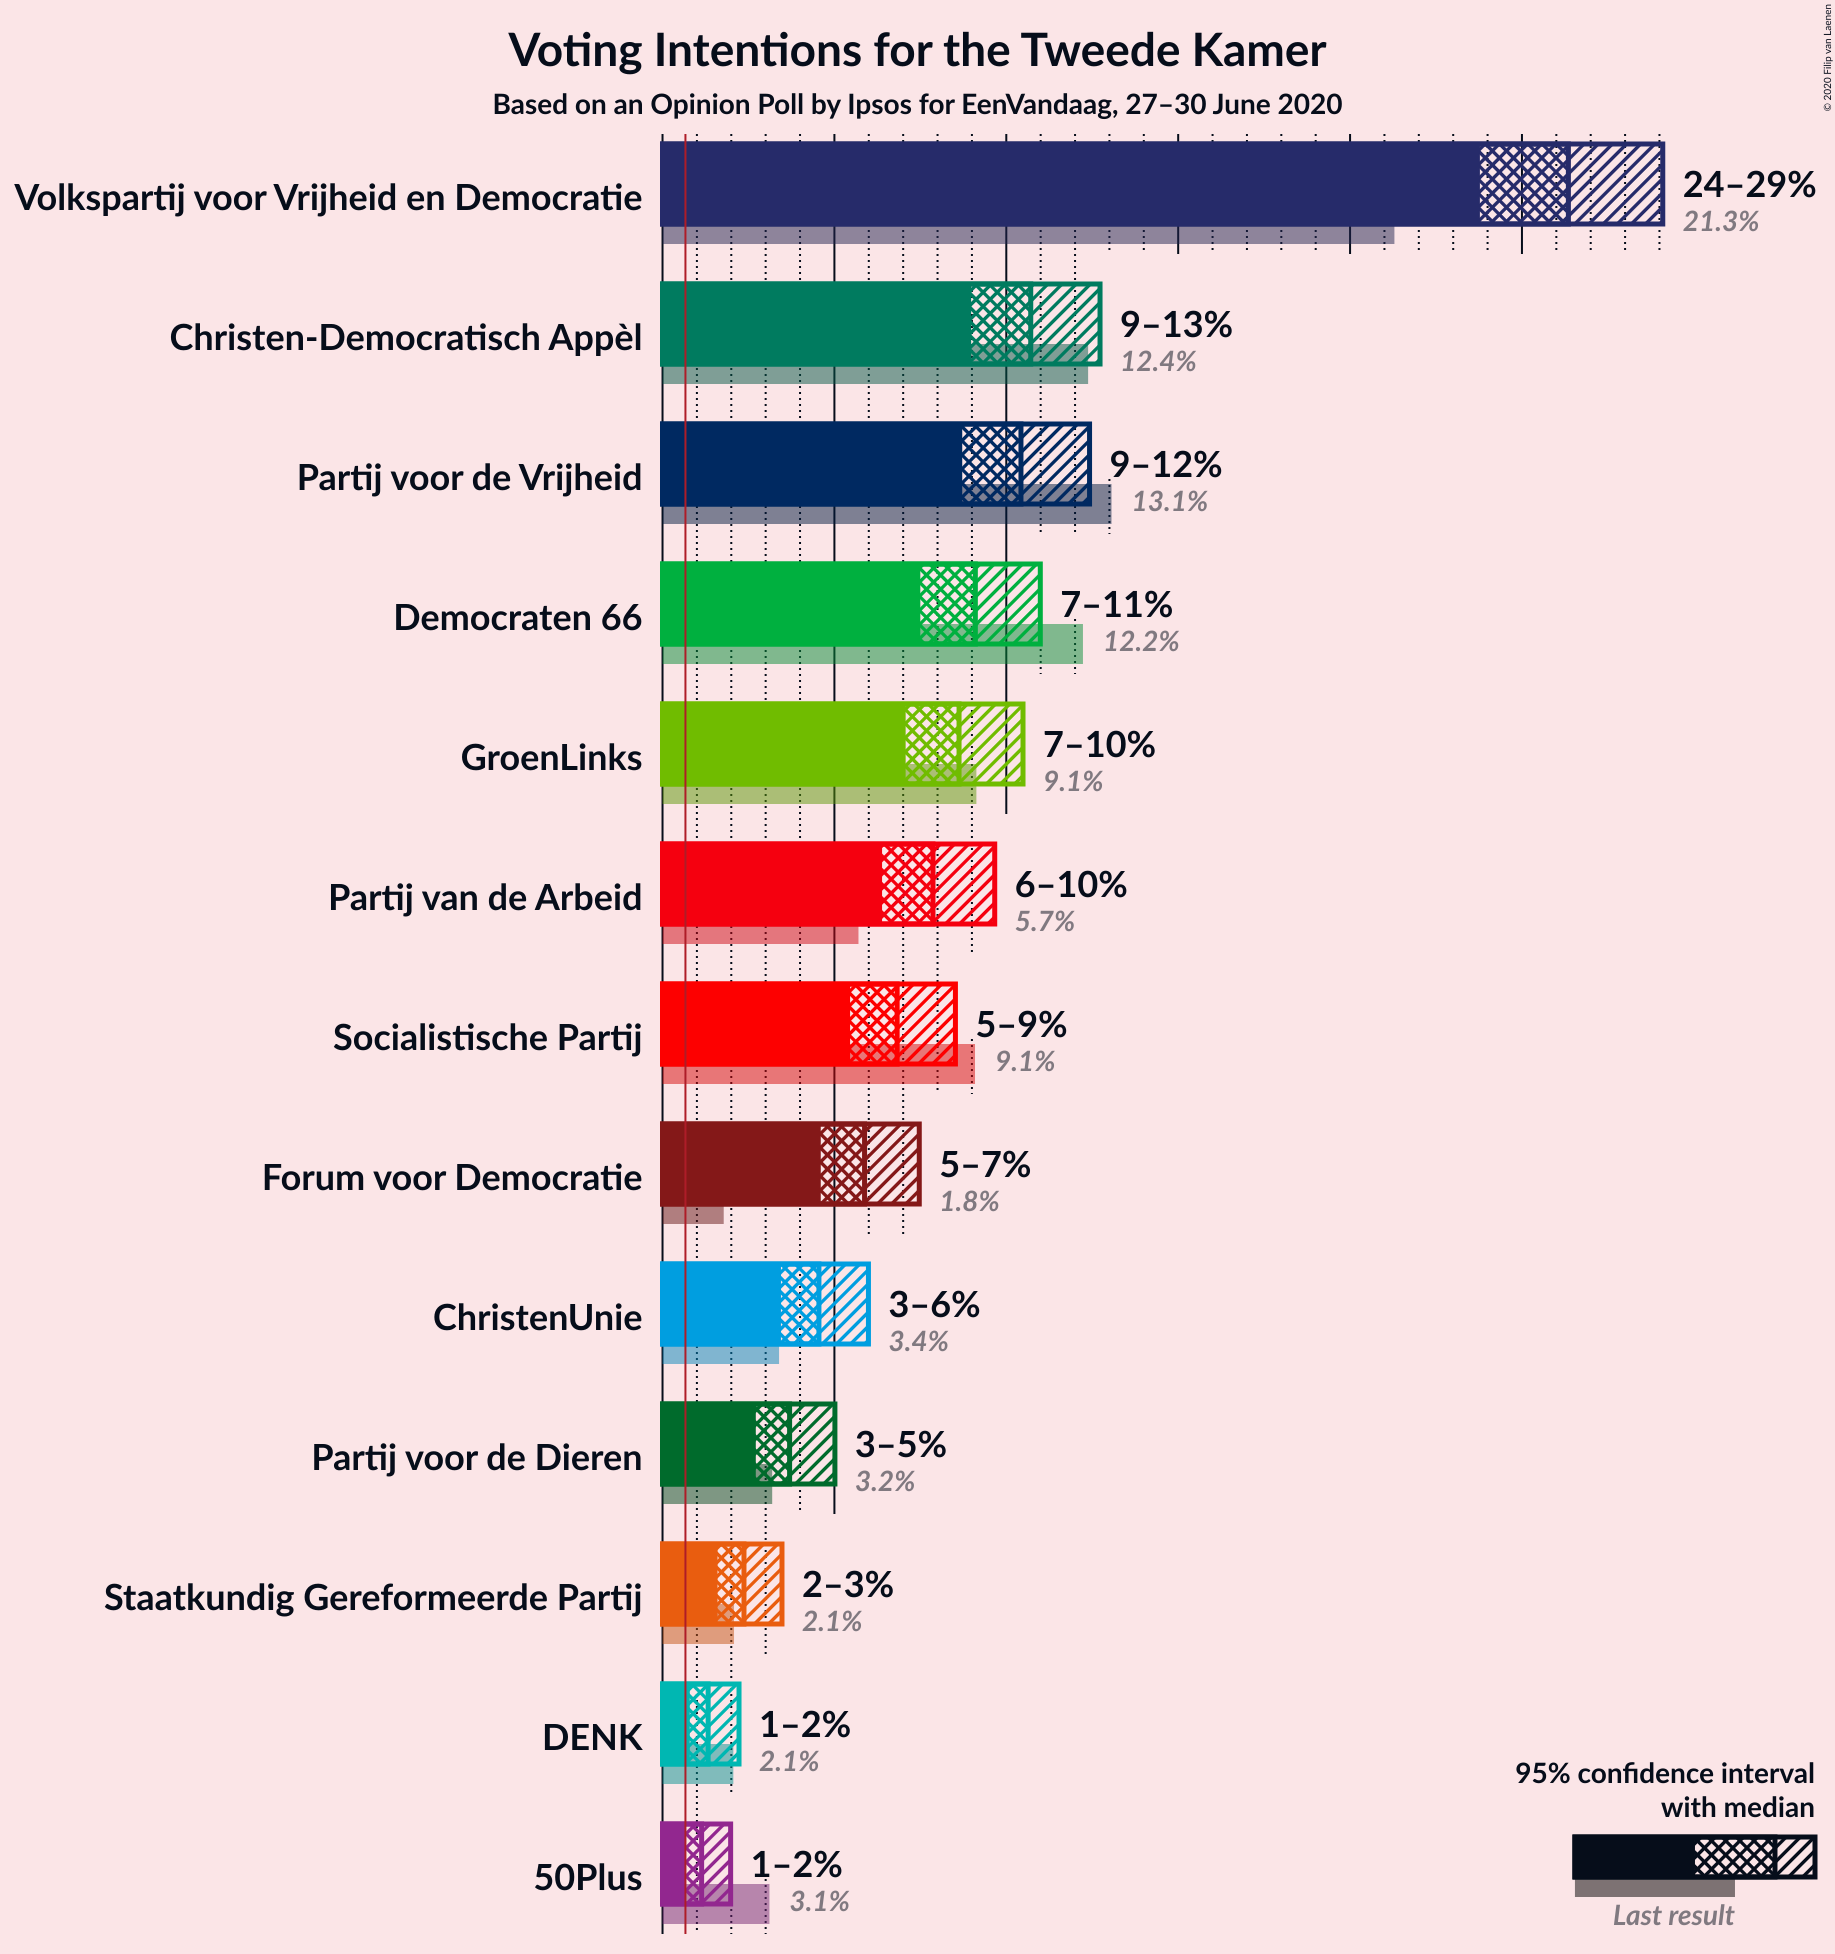 Voting Intentions for the Tweede Kamer
Based on an Opinion Poll by Ipsos for EenVandaag, 27–30 June 2020
© 2020 Filip van Laenen
Volkspartij voor Vrijheid en Democratie
24–29%
21.3%
Christen-Democratisch Appèl
9–13%
12.4%
Partij voor de Vrijheid
9–12%
13.1%
Democraten 66
7–11%
12.2%
GroenLinks
7–10%
9.1%
Partij van de Arbeid
6–10%
5.7%
Socialistische Partij
5–9%
9.1%
Forum voor Democratie
5–7%
1.8%
ChristenUnie
3–6%
3.4%
Partij voor de Dieren
3–5%
3.2%
Staatkundig Gereformeerde Partij
2–3%
2.1%
DENK
1–2%
2.1%
50Plus
1–2%
3.1%
95% confidence interval
with median
Last result